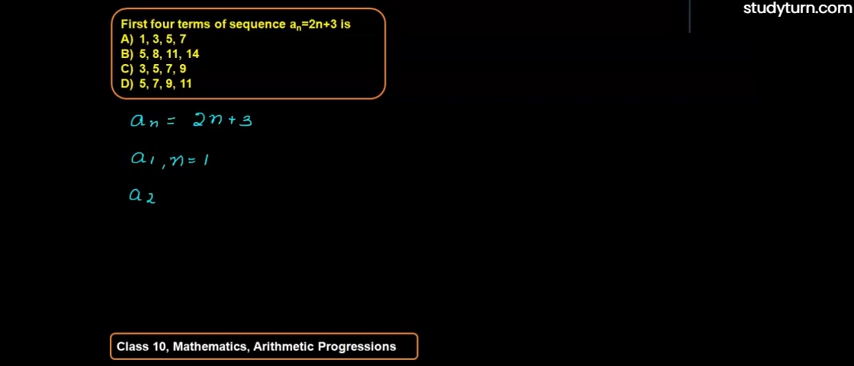 studyturn.com
First four terms of sequence aₙ=2n+3 is
A) 1, 3, 5, 7
B) 5, 8, 11, 14
C) 3, 5, 7, 9
D) 5, 7, 9, 11
aₙ = 2n+3
a₁, n=1
a₂
Class 10, Mathematics, Arithmetic Progressions